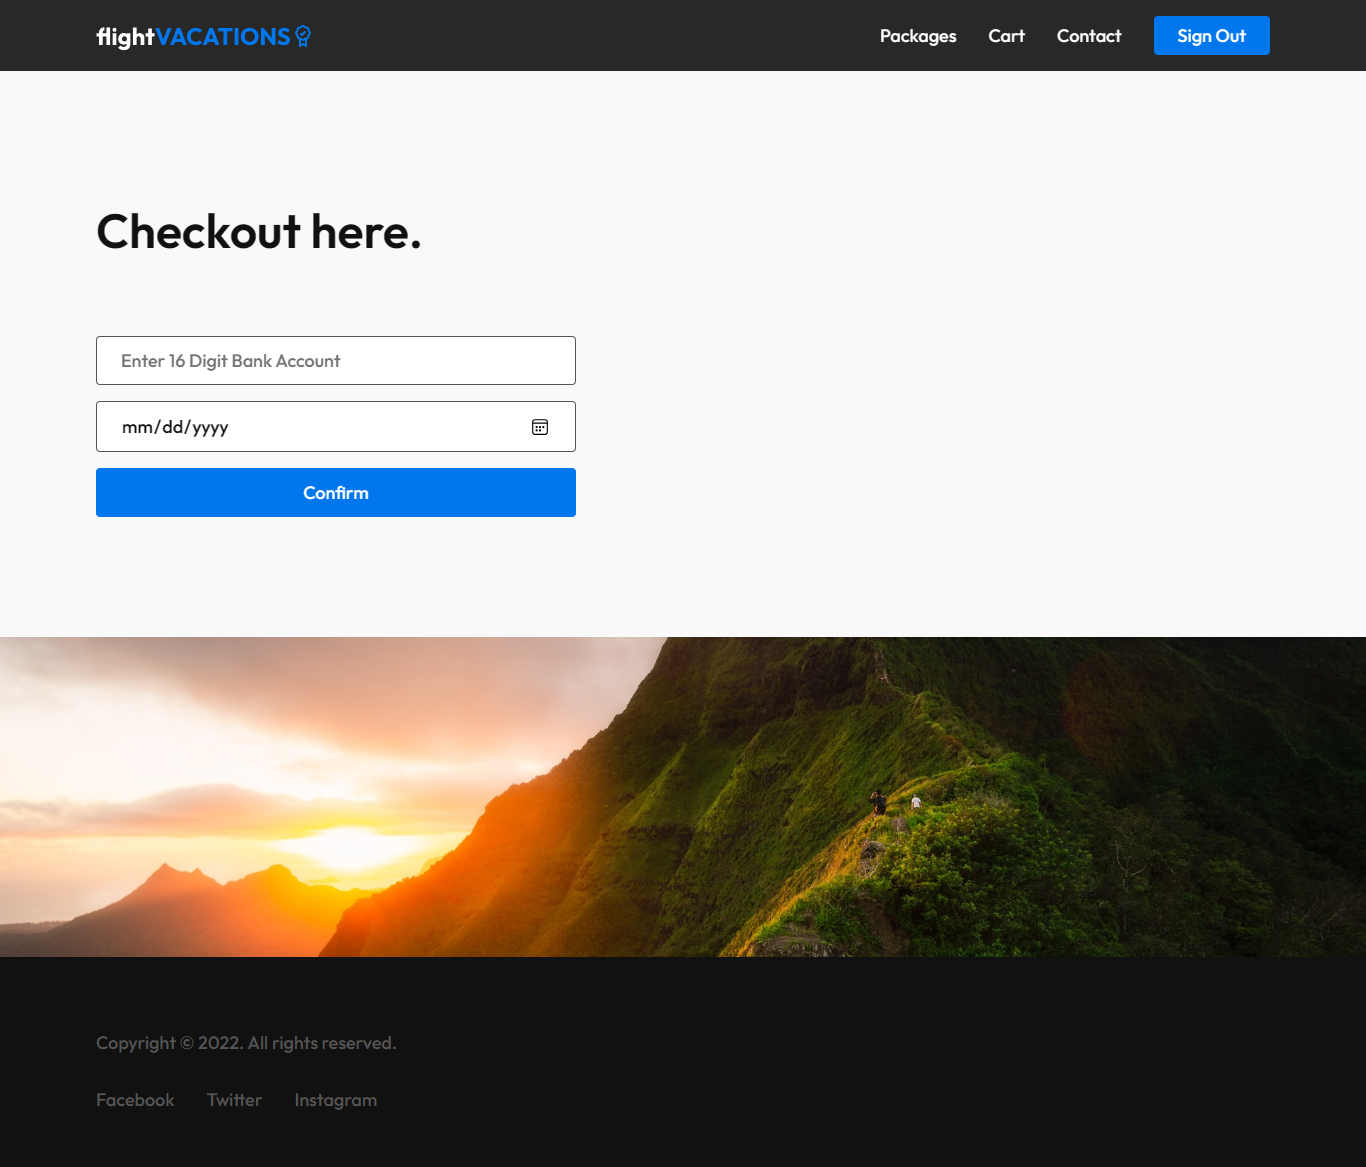 flightVACATIONS
Packages Cart Contact Sign Out
Checkout here.
Enter 16 Digit Bank Account
mm/dd/yyyy
Confirm
Copyright © 2022. All rights reserved.
Facebook Twitter Instagram